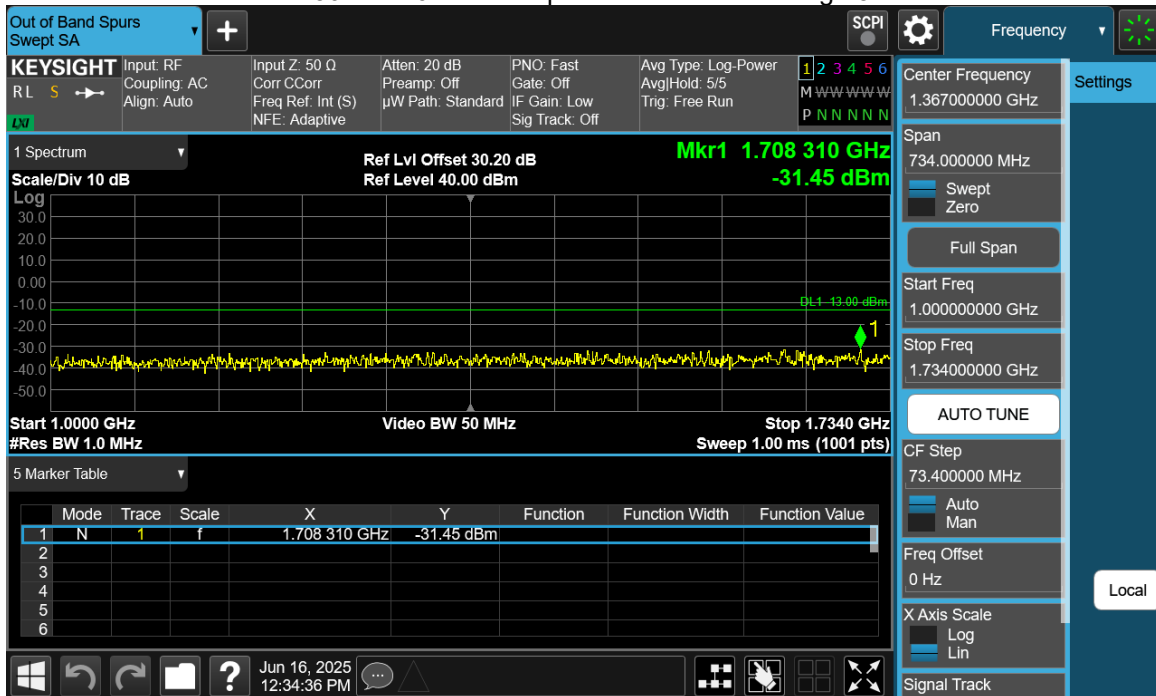 Out of Band Spurs
Swept SA
+
SCPI
Frequency
KEYSIGHT
RL S
LXI
Input: RF
Coupling: AC
Align: Auto
Input Z: 50 Ω
Corr CCorr
Freq Ref: Int (S)
NFE: Adaptive
Atten: 20 dB
Preamp: Off
µW Path: Standard
PNO: Fast
Gate: Off
IF Gain: Low
Sig Track: Off
Avg Type: Log-Power
Avg|Hold: 5/5
Trig: Free Run
1 2 3 4 5 6
M W W W W W
P N N N N N
1 Spectrum
Scale/Div 10 dB
Ref Lvl Offset 30.20 dB
Ref Level 40.00 dBm
Mkr1 1.708 310 GHz
-31.45 dBm
Log
30.0
20.0
10.0
0.00
-10.0
-20.0
-30.0
-40.0
-50.0
DL1 -13.00 dBm
1
Start 1.0000 GHz
#Res BW 1.0 MHz
Video BW 50 MHz
Stop 1.7340 GHz
Sweep 1.00 ms (1001 pts)
5 Marker Table
Mode Trace Scale X Y Function Function Width Function Value
1 N 1 f 1.708 310 GHz -31.45 dBm
2
3
4
5
6
Center Frequency
1.367000000 GHz
Span
734.000000 MHz
Swept
Zero
Full Span
Start Freq
1.000000000 GHz
Stop Freq
1.734000000 GHz
AUTO TUNE
CF Step
73.400000 MHz
Auto
Man
Freq Offset
0 Hz
X Axis Scale
Log
Lin
Signal Track
Settings
Local
?
Jun 16, 2025
12:34:36 PM